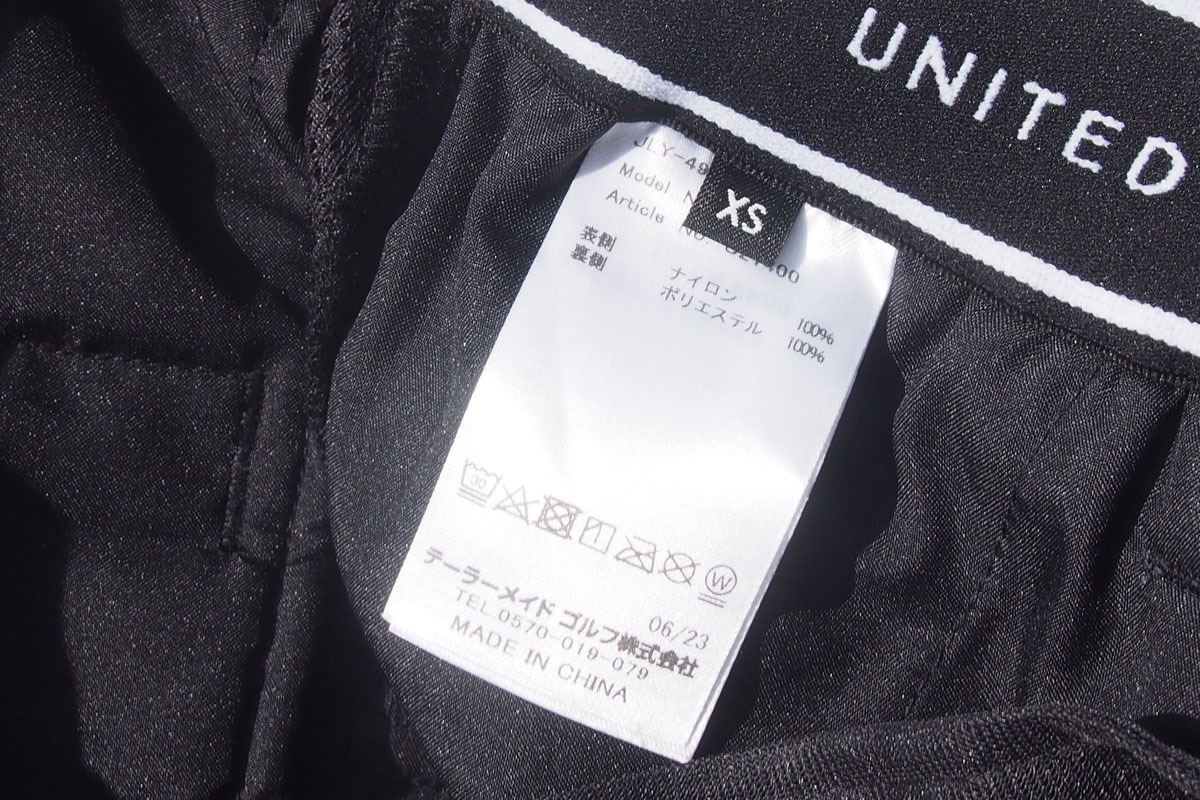 UNITED
XS
JLY-49
Model N
Article No.
表側 ナイロン 100%
裏側 ポリエステル 100%
30
W
06/23
テーラーメイド ゴルフ株式会社
TEL.0570-019-079
MADE IN CHINA